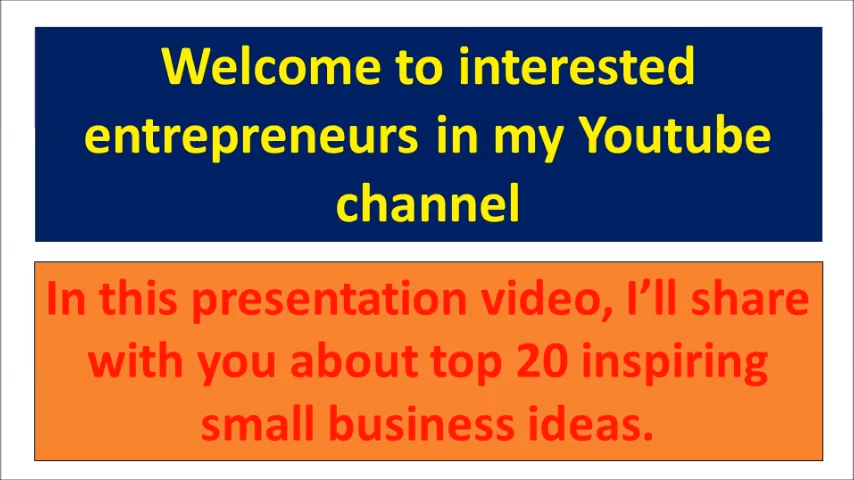 Welcome to interested
entrepreneurs in my Youtube
channel
In this presentation video, I’ll share
with you about top 20 inspiring
small business ideas.